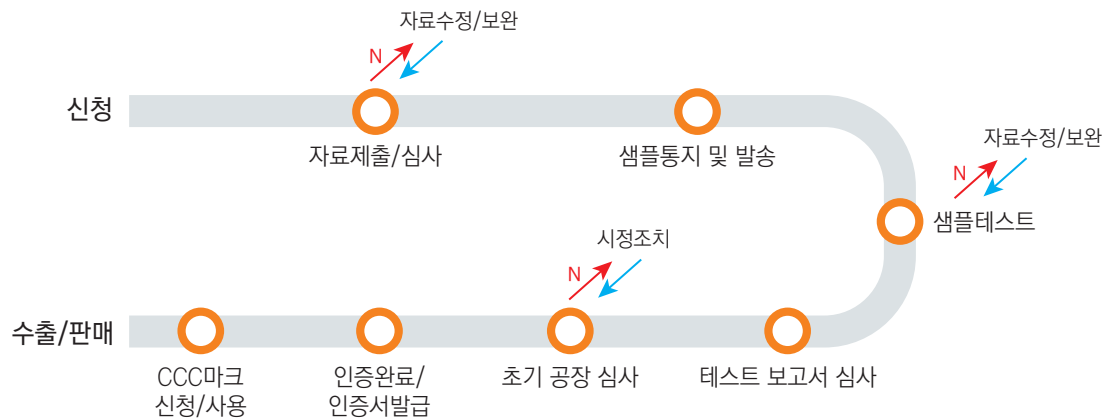 자료수정/보완
N
신청
자료제출/심사
샘플통지 및 발송
자료수정/보완
N
샘플테스트
시정조치
N
수출/판매
CCC마크
신청/사용
인증완료/
인증서발급
초기 공장 심사
테스트 보고서 심사